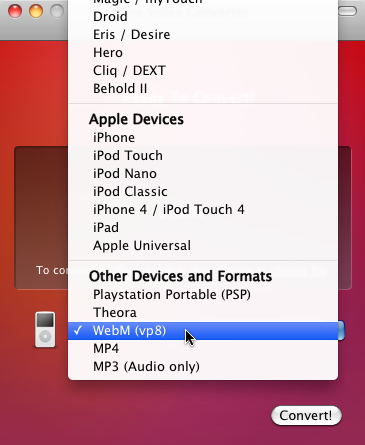 Magic / myTouch
Droid
Eris / Desire
Hero
Cliq / DEXT
Behold II
Apple Devices
iPhone
iPod Touch
iPod Nano
iPod Classic
iPhone 4 / iPod Touch 4
iPad
Apple Universal
To con
Other Devices and Formats
Playstation Portable (PSP)
Theora
✓ WebM (vp8)
MP4
MP3 (Audio only)
Convert!